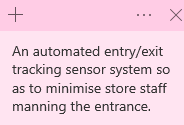 An automated entry/exit
tracking sensor system so
as to minimise store staff
manning the entrance.